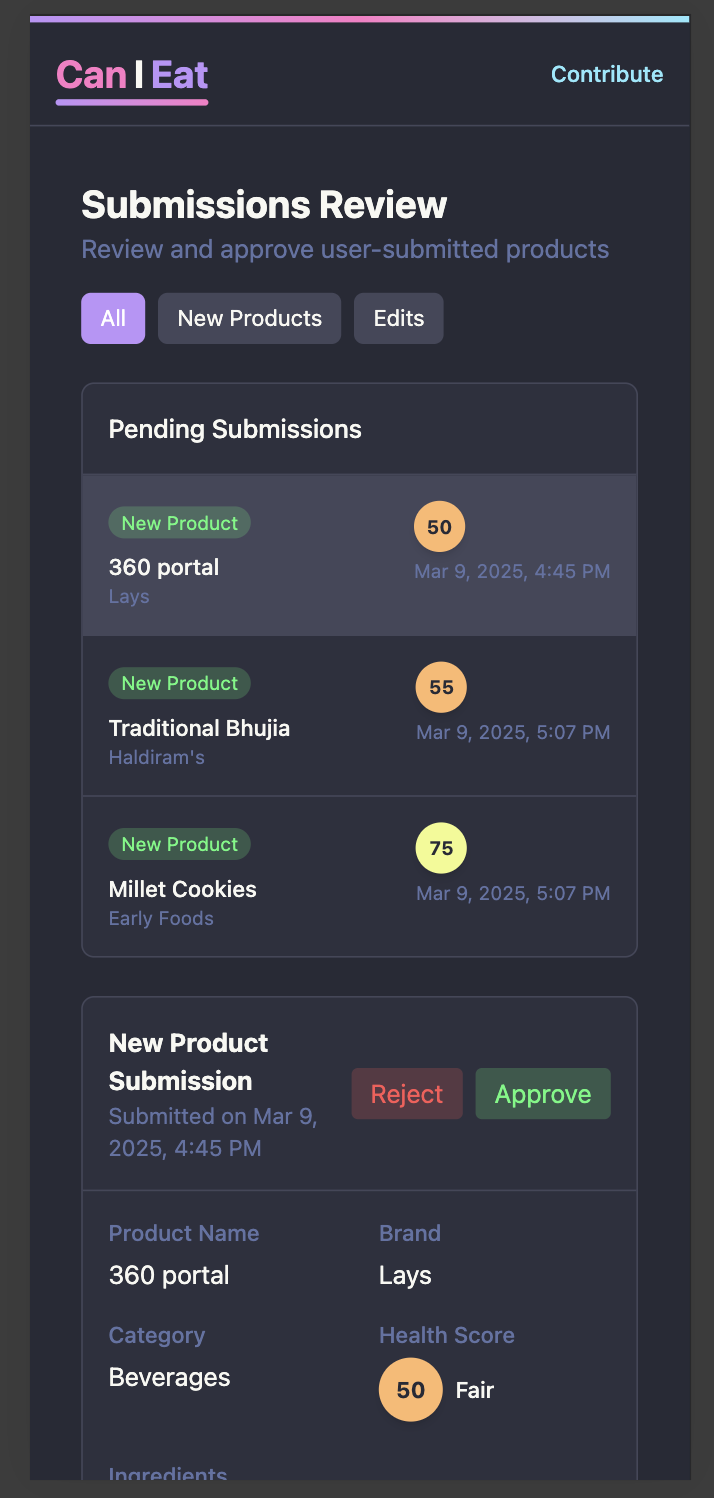 Can I Eat
Contribute
Submissions Review
Review and approve user-submitted products
All
New Products
Edits
Pending Submissions
New Product
50
360 portal
Mar 9, 2025, 4:45 PM
Lays
New Product
55
Traditional Bhujia
Mar 9, 2025, 5:07 PM
Haldiram's
New Product
75
Millet Cookies
Mar 9, 2025, 5:07 PM
Early Foods
New Product
Submission
Submitted on Mar 9,
2025, 4:45 PM
Reject
Approve
Product Name
Brand
360 portal
Lays
Category
Health Score
Beverages
50
Fair
Ingredients